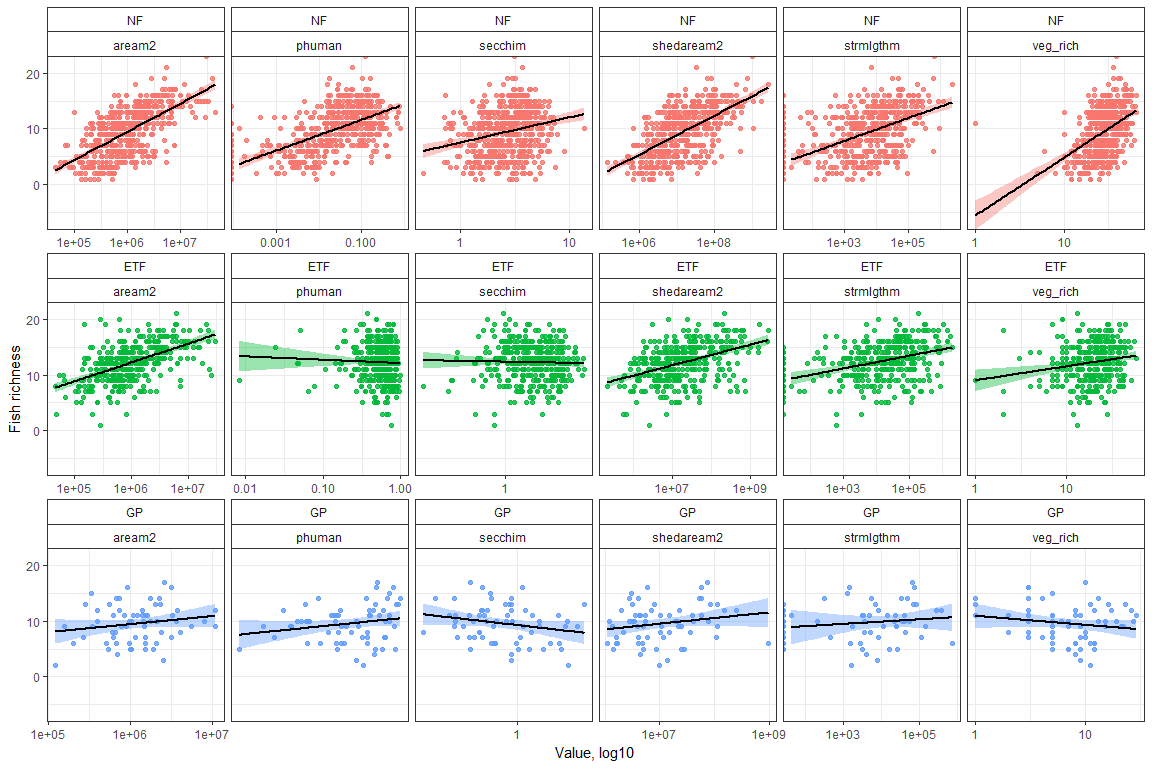 NF NF NF NF NF NF
aream2 phuman secchim shedaream2 strmlgthm veg_rich
20
10
0
1e+05 1e+06 1e+07 0.001 0.100 1 10 1e+06 1e+08 1e+03 1e+05 1 10
ETF ETF ETF ETF ETF ETF
aream2 phuman secchim shedaream2 strmlgthm veg_rich
20
10
0
1e+05 1e+06 1e+07 0.01 0.10 1.00 1 1e+07 1e+09 1e+03 1e+05 1 10
Fish richness
GP GP GP GP GP GP
aream2 phuman secchim shedaream2 strmlgthm veg_rich
20
10
0
1e+05 1e+06 1e+07 1 1e+07 1e+09 1e+03 1e+05 1 10
Value, log10